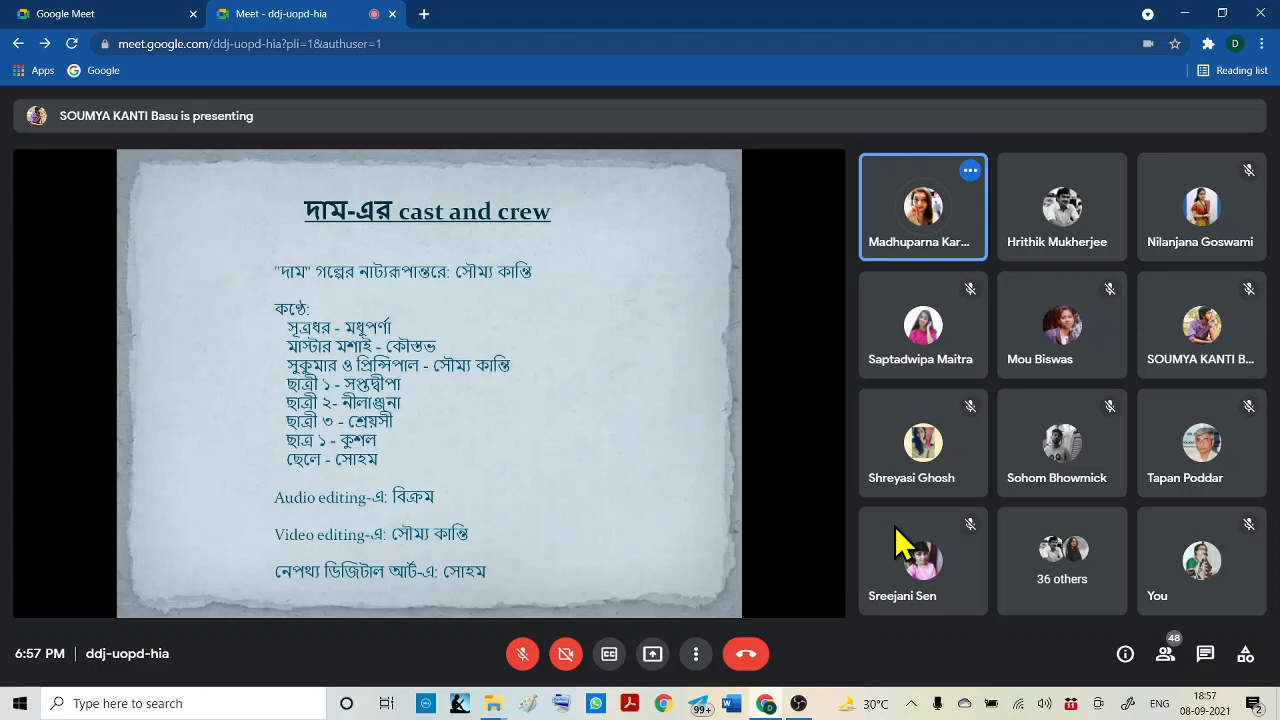 Google Meet
Meet - ddj-uopd-hia
meet.google.com/ddj-uopd-hia?pli=1&authuser=1
D
Apps
Google
Reading list
SOUMYA KANTI Basu is presenting
দাম-এর cast and crew
"দাম" গল্পের নাট্যরূপান্তরে: সৌম্য কান্তি
কণ্ঠে:
সূত্রধর - মধুপর্ণা
মাস্টার মশাই - কৌস্তভ
সুকুমার ও প্রিন্সিপাল - সৌম্য কান্তি
ছাত্রী ১ - সপ্তদ্বীপা
ছাত্রী ২- নীলাঞ্জনা
ছাত্রী ৩ - শ্রেয়সী
ছাত্র ১ - কুশল
ছেলে - সোহম
Audio editing-এ: বিক্রম
Video editing-এ: সৌম্য কান্তি
নেপথ্য ডিজিটাল আর্ট-এ: সোহম
Madhuparna Kar...
Hrithik Mukherjee
Nilanjana Goswami
Saptadwipa Maitra
Mou Biswas
SOUMYA KANTI B...
Shreyasi Ghosh
Sohom Bhowmick
Tapan Poddar
Sreejani Sen
36 others
You
6:57 PM
ddj-uopd-hia
48
Type here to search
99+
30°C
ENG
18:57
08-09-2021
2